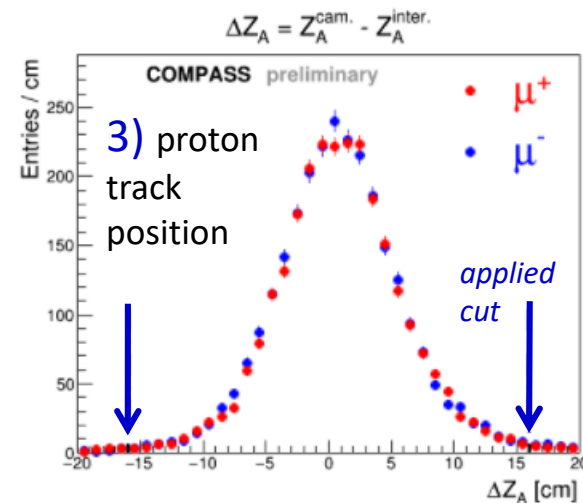 ΔZ_A = Z_A^cam. - Z_A^inter.
COMPASS preliminary
μ⁺
μ⁻
3) proton
track
position
applied
cut
Entries / cm
250
200
150
100
50
0
-20 -15 -10 -5 0 5 10 15 20
ΔZ_A [cm]